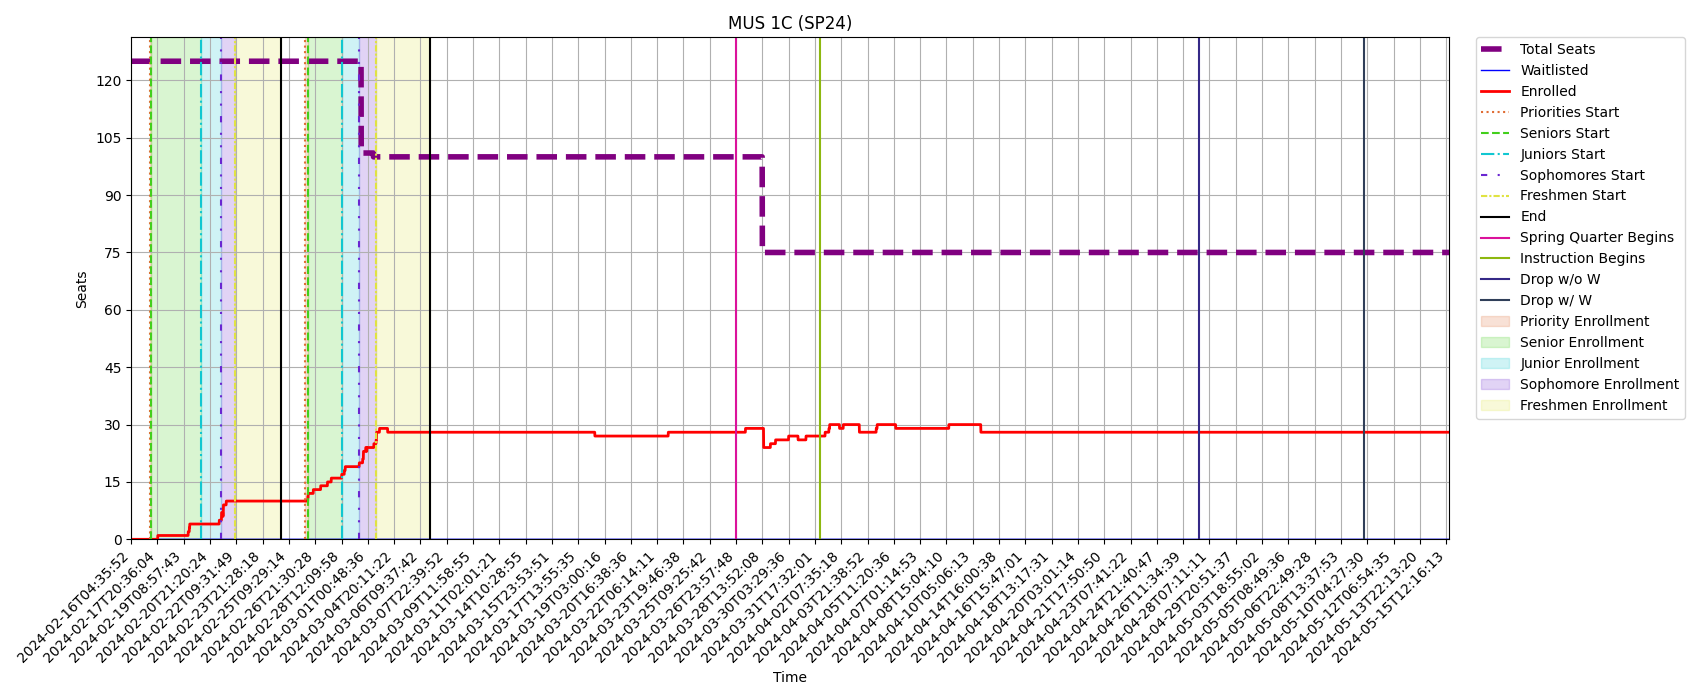 MUS 1C (SP24)
Seats
120
105
90
75
60
45
30
15
0
2024-02-16T04:35:52
2024-02-17T20:36:04
2024-02-19T08:57:43
2024-02-20T21:20:24
2024-02-22T09:31:49
2024-02-23T21:28:18
2024-02-25T09:29:14
2024-02-26T21:30:28
2024-02-28T12:09:58
2024-03-01T00:48:36
2024-03-04T20:11:22
2024-03-06T09:37:42
2024-03-07T22:39:52
2024-03-09T11:58:55
2024-03-11T02:01:21
2024-03-14T10:28:55
2024-03-15T23:53:51
2024-03-17T13:55:35
2024-03-19T03:00:16
2024-03-20T16:38:36
2024-03-22T06:14:11
2024-03-23T19:46:38
2024-03-25T09:25:42
2024-03-26T23:57:48
2024-03-28T13:52:08
2024-03-30T03:29:36
2024-03-31T17:32:01
2024-04-02T07:35:18
2024-04-03T21:38:52
2024-04-05T11:20:36
2024-04-07T01:14:53
2024-04-08T15:04:10
2024-04-10T05:06:13
2024-04-14T16:00:38
2024-04-16T15:47:01
2024-04-18T13:17:31
2024-04-20T03:01:14
2024-04-21T17:50:50
2024-04-23T07:41:22
2024-04-24T21:40:47
2024-04-26T11:34:39
2024-04-28T07:11:11
2024-04-29T20:51:37
2024-05-03T18:55:02
2024-05-05T08:49:36
2024-05-06T22:49:28
2024-05-08T13:37:53
2024-05-10T04:27:30
2024-05-12T06:54:35
2024-05-13T22:13:20
2024-05-15T12:16:13
Time
Total Seats
Waitlisted
Enrolled
Priorities Start
Seniors Start
Juniors Start
Sophomores Start
Freshmen Start
End
Spring Quarter Begins
Instruction Begins
Drop w/o W
Drop w/ W
Priority Enrollment
Senior Enrollment
Junior Enrollment
Sophomore Enrollment
Freshmen Enrollment